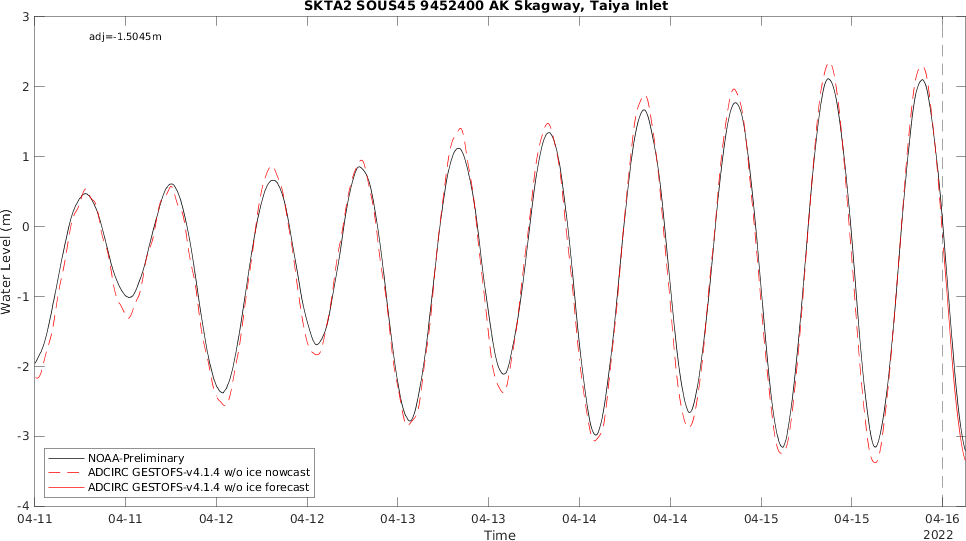 SKTA2 SOUS45 9452400 AK Skagway, Taiya Inlet
adj=-1.5045m
3
2
1
0
-1
-2
-3
-4
Water Level (m)
NOAA-Preliminary
ADCIRC GESTOFS-v4.1.4 w/o ice nowcast
ADCIRC GESTOFS-v4.1.4 w/o ice forecast
04-11 04-11 04-12 04-12 04-13 04-13 04-14 04-14 04-15 04-15 04-16
Time
2022